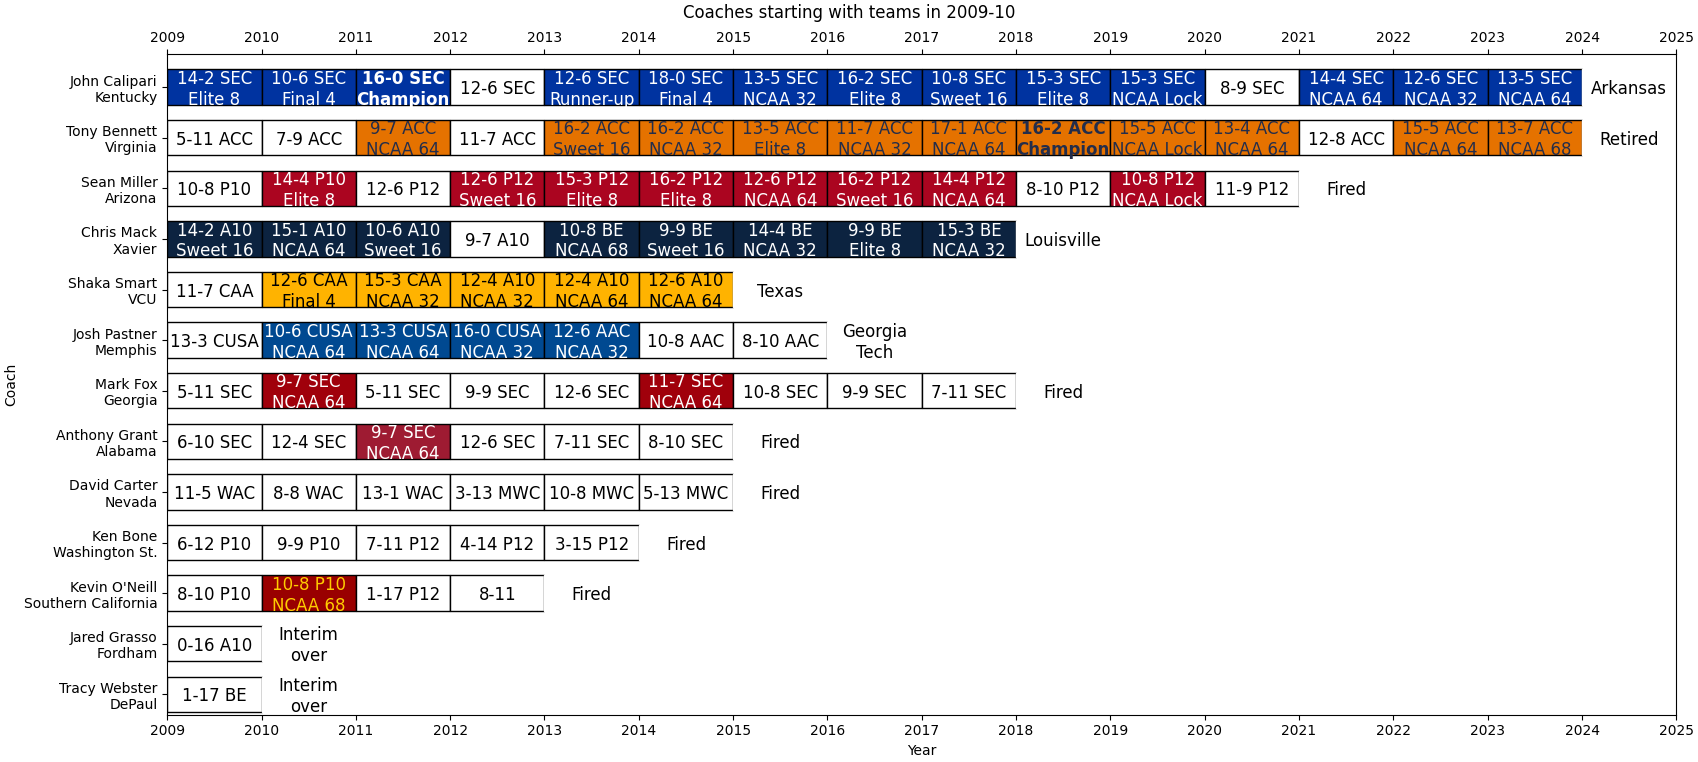 Coaches starting with teams in 2009-10
2009 2010 2011 2012 2013 2014 2015 2016 2017 2018 2019 2020 2021 2022 2023 2024 2025
John Calipari
Kentucky
14-2 SEC 10-6 SEC 16-0 SEC 12-6 SEC 12-6 SEC 18-0 SEC 13-5 SEC 16-2 SEC 10-8 SEC 15-3 SEC 15-3 SEC 8-9 SEC 14-4 SEC 12-6 SEC 13-5 SEC Arkansas
Elite 8 Final 4 Champion Runner-up Final 4 NCAA 32 Elite 8 Sweet 16 Elite 8 NCAA Lock NCAA 64 NCAA 32 NCAA 64
Tony Bennett
Virginia
5-11 ACC 7-9 ACC 9-7 ACC 11-7 ACC 16-2 ACC 16-2 ACC 13-5 ACC 11-7 ACC 17-1 ACC 16-2 ACC 15-5 ACC 13-4 ACC 12-8 ACC 15-5 ACC 13-7 ACC Retired
NCAA 64 Sweet 16 NCAA 32 Elite 8 NCAA 32 NCAA 64 Champion NCAA Lock NCAA 64 NCAA 64 NCAA 68
Sean Miller
Arizona
10-8 P10 14-4 P10 12-6 P12 12-6 P12 15-3 P12 16-2 P12 12-6 P12 16-2 P12 14-4 P12 8-10 P12 10-8 P12 11-9 P12 Fired
Elite 8 Sweet 16 Elite 8 Elite 8 NCAA 64 Sweet 16 NCAA 64 NCAA Lock
Chris Mack
Xavier
14-2 A10 15-1 A10 10-6 A10 9-7 A10 10-8 BE 9-9 BE 14-4 BE 9-9 BE 15-3 BE Louisville
Sweet 16 NCAA 64 Sweet 16 NCAA 68 Sweet 16 NCAA 32 Elite 8 NCAA 32
Shaka Smart
VCU
11-7 CAA 12-6 CAA 15-3 CAA 12-4 A10 12-4 A10 12-6 A10 Texas
Final 4 NCAA 32 NCAA 32 NCAA 64 NCAA 64
Josh Pastner
Memphis
13-3 CUSA 10-6 CUSA 13-3 CUSA 16-0 CUSA 12-6 AAC 10-8 AAC 8-10 AAC Georgia
NCAA 64 NCAA 64 NCAA 32 NCAA 32 Tech
Mark Fox
Georgia
5-11 SEC 9-7 SEC 5-11 SEC 9-9 SEC 12-6 SEC 11-7 SEC 10-8 SEC 9-9 SEC 7-11 SEC Fired
NCAA 64 NCAA 64
Anthony Grant
Alabama
6-10 SEC 12-4 SEC 9-7 SEC 12-6 SEC 7-11 SEC 8-10 SEC Fired
NCAA 64
David Carter
Nevada
11-5 WAC 8-8 WAC 13-1 WAC 3-13 MWC 10-8 MWC 5-13 MWC Fired
Ken Bone
Washington St.
6-12 P10 9-9 P10 7-11 P12 4-14 P12 3-15 P12 Fired
Kevin O'Neill
Southern California
8-10 P10 10-8 P10 1-17 P12 8-11 Fired
NCAA 68
Jared Grasso
Fordham
0-16 A10 Interim
over
Tracy Webster
DePaul
1-17 BE Interim
over
2009 2010 2011 2012 2013 2014 2015 2016 2017 2018 2019 2020 2021 2022 2023 2024 2025
Year
Coach